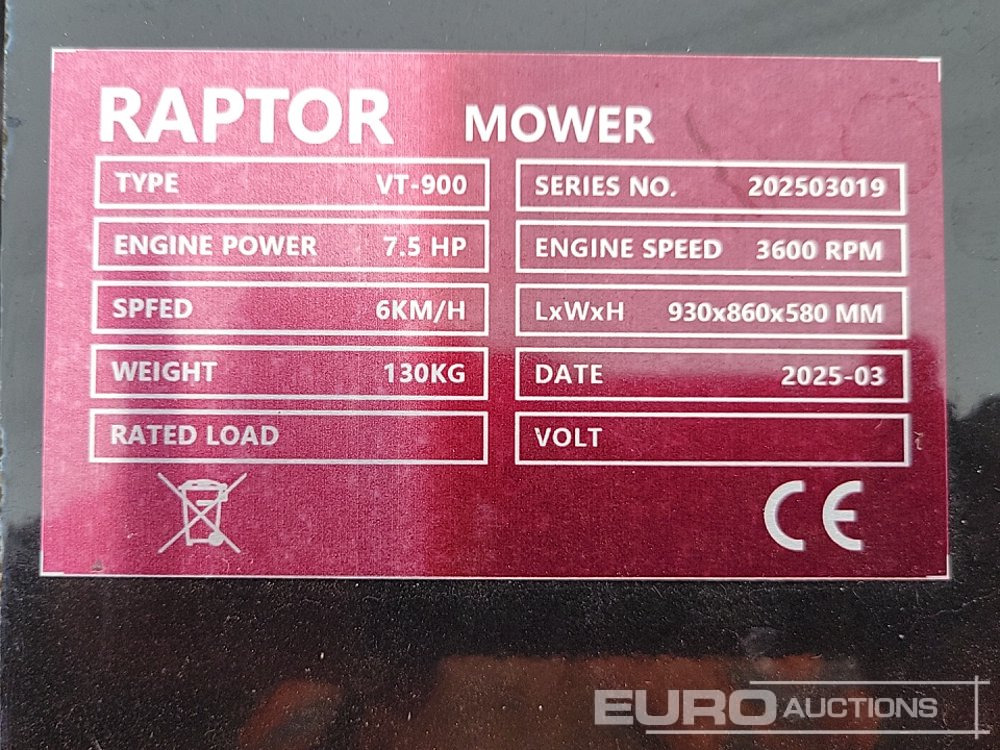 RAPTOR MOWER
TYPE VT-900 SERIES NO. 202503019
ENGINE POWER 7.5 HP ENGINE SPEED 3600 RPM
SPFED 6KM/H LxWxH 930x860x580 MM
WEIGHT 130KG DATE 2025-03
RATED LOAD VOLT
CE
EURO AUCTIONS